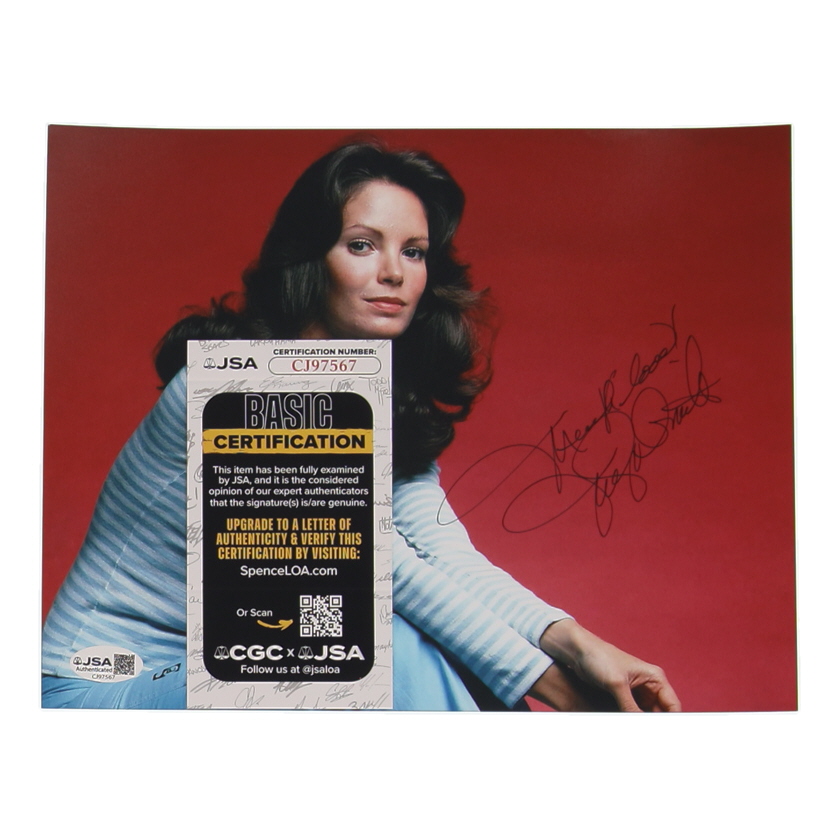 JSA
CERTIFICATION NUMBER:
CJ97567
BASIC
CERTIFICATION
This item has been fully examined
by JSA, and it is the considered
opinion of our expert authenticators
that the signature(s) is/are genuine.
UPGRADE TO A LETTER OF
AUTHENTICITY & VERIFY THIS
CERTIFICATION BY VISITING:
SpenceLOA.com
Or Scan
CGC x JSA
Follow us at @jsaloa
JSA
Authenticated
CJ97567